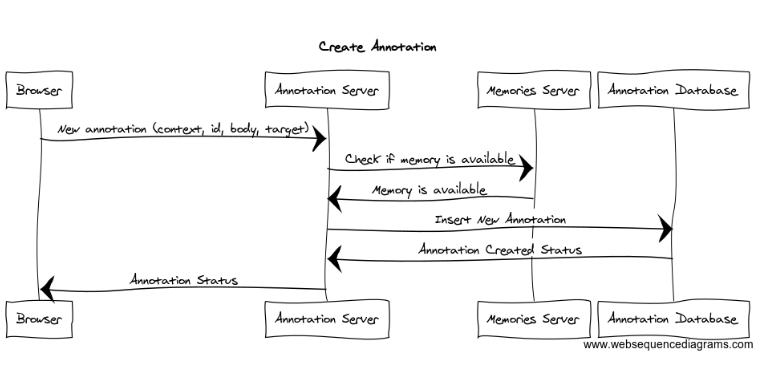 Create Annotation
Browser
Annotation Server
Memories Server
Annotation Database
New annotation (context, id, body, target)
Check if memory is available
Memory is available
Insert New Annotation
Annotation Created Status
Annotation Status
Browser
Annotation Server
Memories Server
Annotation Database
www.websequencediagrams.com